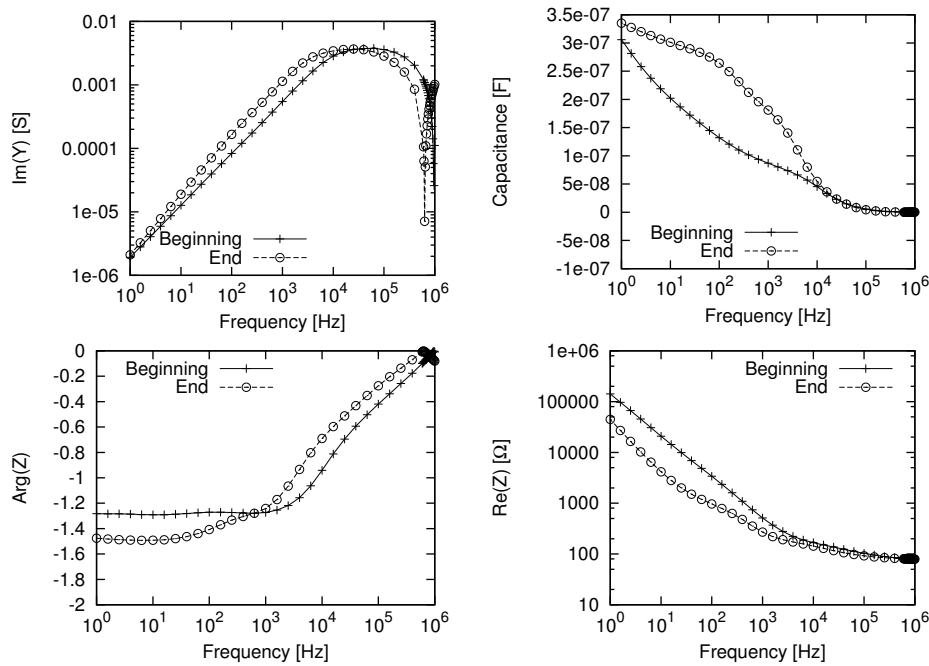 0.01
0.001
0.0001
1e-05
1e-06
Im(Y) [S]
Beginning
End
10^0 10^1 10^2 10^3 10^4 10^5 10^6
Frequency [Hz]
3.5e-07
3e-07
3e-07
2e-07
2e-07
1e-07
1e-07
5e-08
0
-5e-08
-1e-07
Capacitance [F]
Beginning
End
10^0 10^1 10^2 10^3 10^4 10^5 10^6
Frequency [Hz]
0
-0.2
-0.4
-0.6
-0.8
-1
-1.2
-1.4
-1.6
-1.8
-2
Arg(Z)
Beginning
End
10^0 10^1 10^2 10^3 10^4 10^5 10^6
Frequency [Hz]
1e+06
100000
10000
1000
100
10
Re(Z) [Ω]
Beginning
End
10^0 10^1 10^2 10^3 10^4 10^5 10^6
Frequency [Hz]